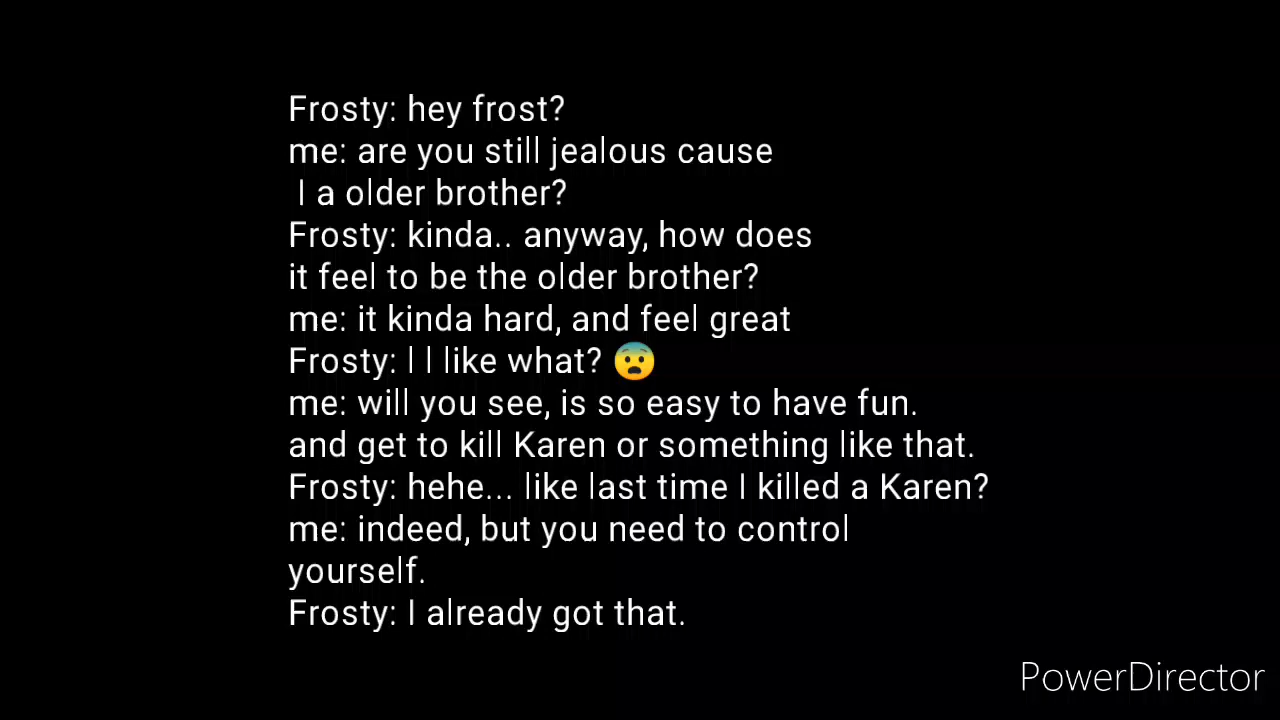 Frosty: hey frost?
me: are you still jealous cause
I a older brother?
Frosty: kinda.. anyway, how does
it feel to be the older brother?
me: it kinda hard, and feel great
Frosty: I I like what? 😨
me: will you see, is so easy to have fun.
and get to kill Karen or something like that.
Frosty: hehe... like last time I killed a Karen?
me: indeed, but you need to control
yourself.
Frosty: I already got that.
PowerDirector